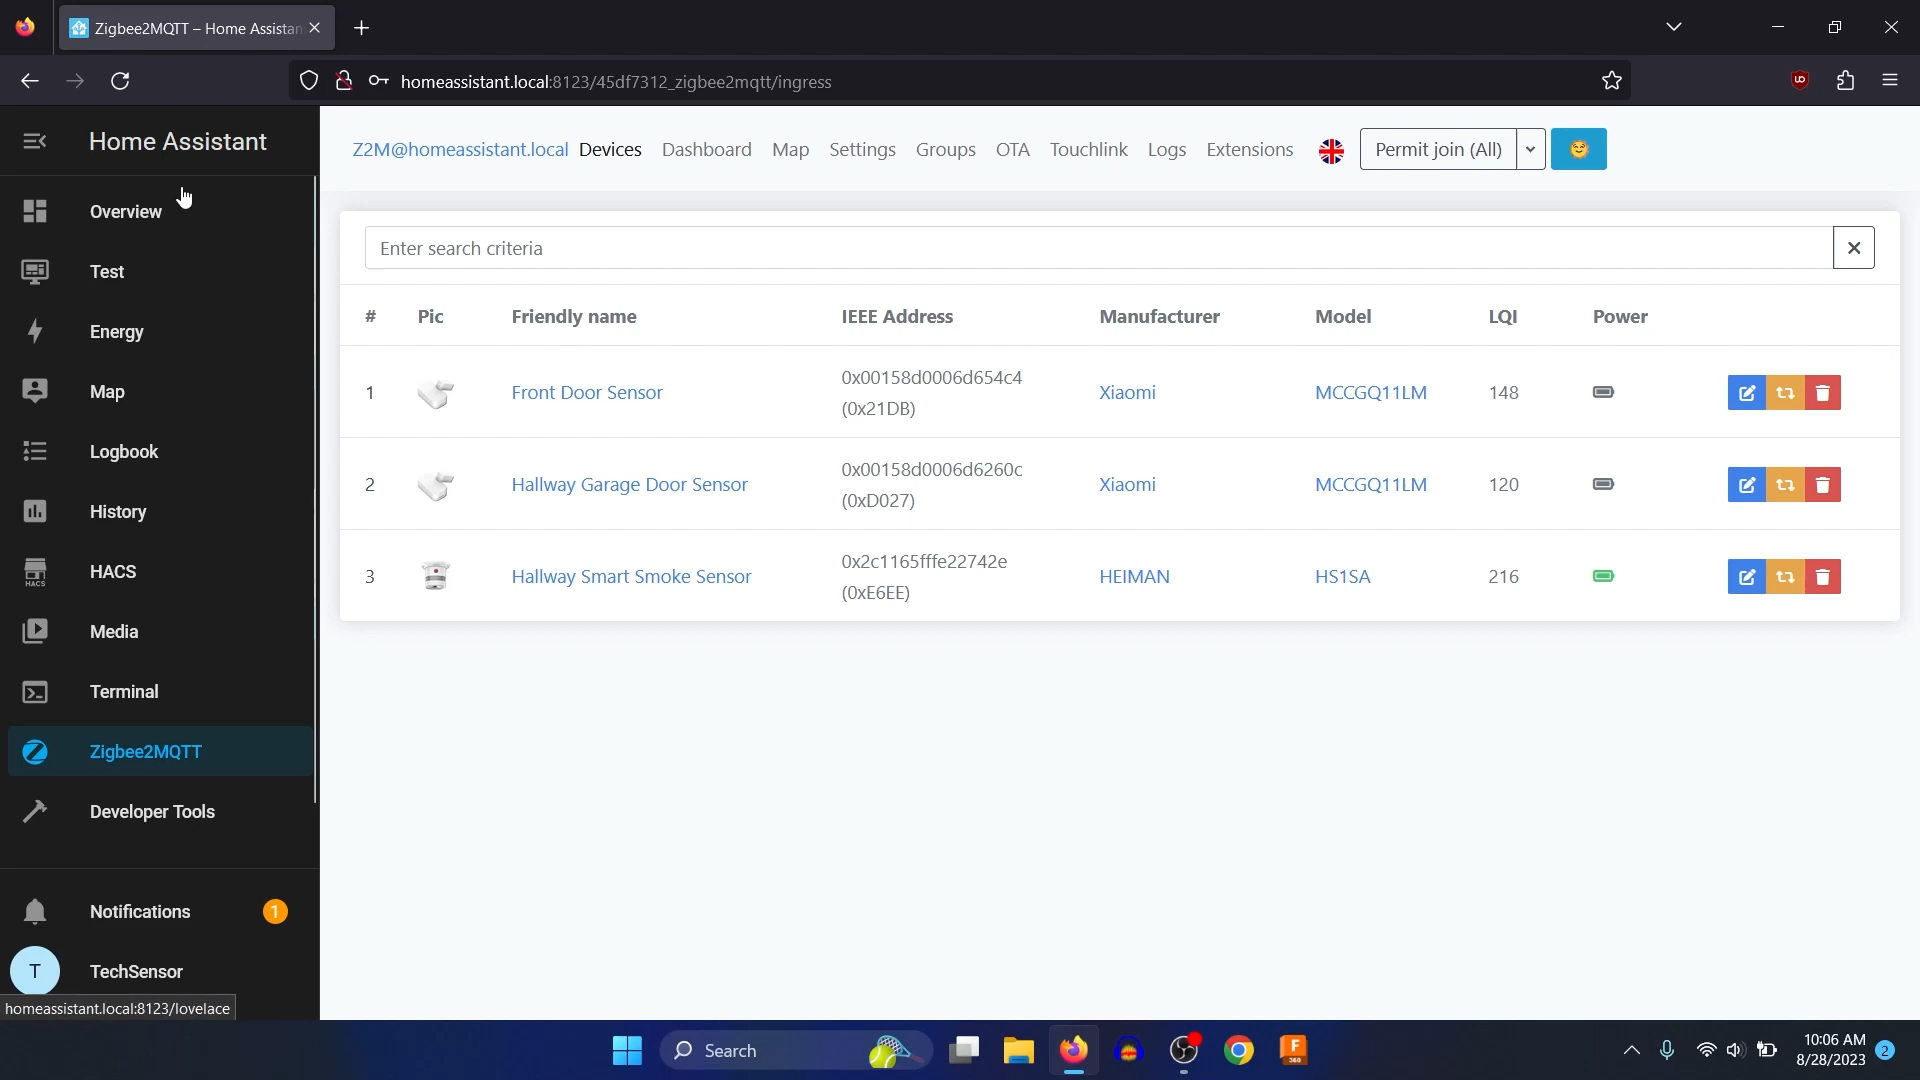 Zigbee2MQTT – Home Assistan
homeassistant.local:8123/45df7312_zigbee2mqtt/ingress
Home Assistant
Overview
Test
Energy
Map
Logbook
History
HACS
HACS
Media
Terminal
Zigbee2MQTT
Developer Tools
Notifications 1
T TechSensor
homeassistant.local:8123/lovelace
Z2M@homeassistant.local Devices Dashboard Map Settings Groups OTA Touchlink Logs Extensions Permit join (All)
Enter search criteria
# Pic Friendly name IEEE Address Manufacturer Model LQI Power
1 Front Door Sensor 0x00158d0006d654c4 Xiaomi MCCGQ11LM 148
(0x21DB)
2 Hallway Garage Door Sensor 0x00158d0006d6260c Xiaomi MCCGQ11LM 120
(0xD027)
3 Hallway Smart Smoke Sensor 0x2c1165fffe22742e HEIMAN HS1SA 216
(0xE6EE)
Search
F
360
10:06 AM
8/28/2023
2